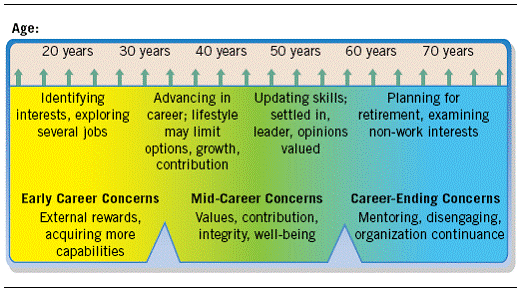 Age:
20 years 30 years 40 years 50 years 60 years 70 years
Identifying
interests, exploring
several jobs
Advancing in
career; lifestyle
may limit
options, growth,
contribution
Updating skills;
settled in,
leader, opinions
valued
Planning for
retirement, examining
non-work interests
Early Career Concerns
External rewards,
acquiring more
capabilities
Mid-Career Concerns
Values, contribution,
integrity, well-being
Career-Ending Concerns
Mentoring, disengaging,
organization continuance